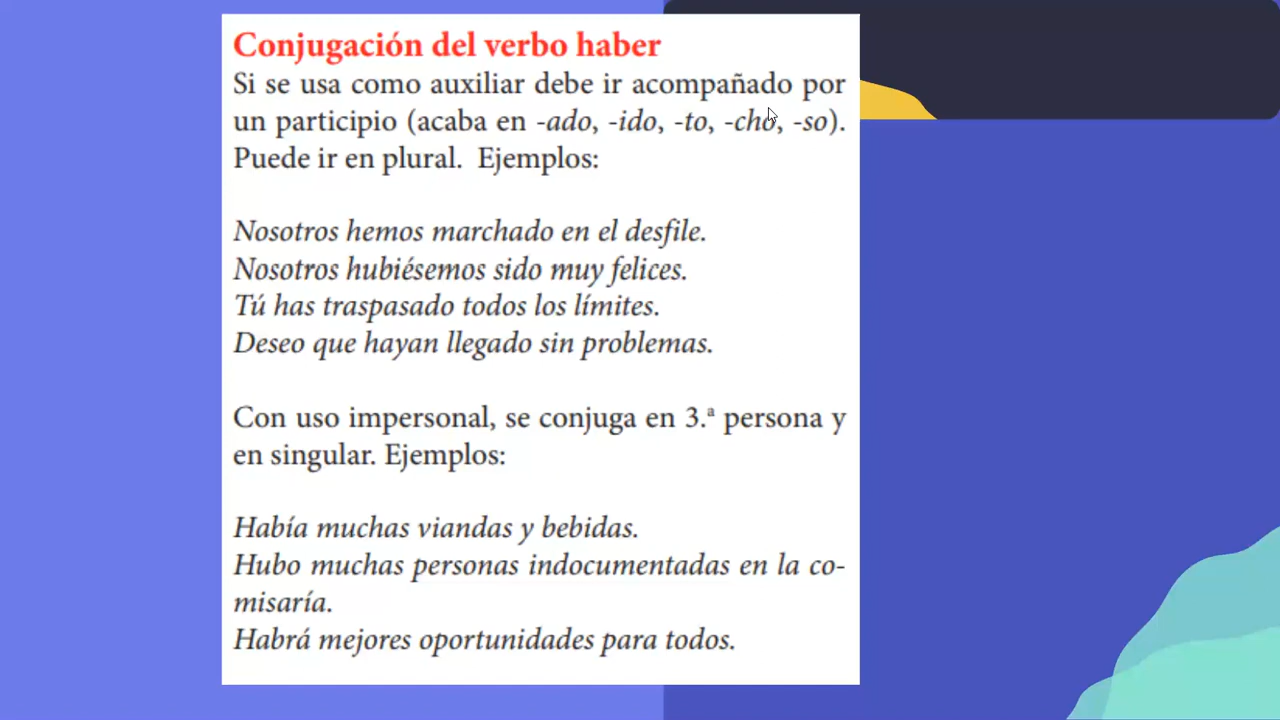 Conjugación del verbo haber
Si se usa como auxiliar debe ir acompañado por
un participio (acaba en -ado, -ido, -to, -cho, -so).
Puede ir en plural.  Ejemplos:
Nosotros hemos marchado en el desfile.
Nosotros hubiésemos sido muy felices.
Tú has traspasado todos los límites.
Deseo que hayan llegado sin problemas.
Con uso impersonal, se conjuga en 3.ª persona y
en singular. Ejemplos:
Había muchas viandas y bebidas.
Hubo muchas personas indocumentadas en la co-
misaría.
Habrá mejores oportunidades para todos.